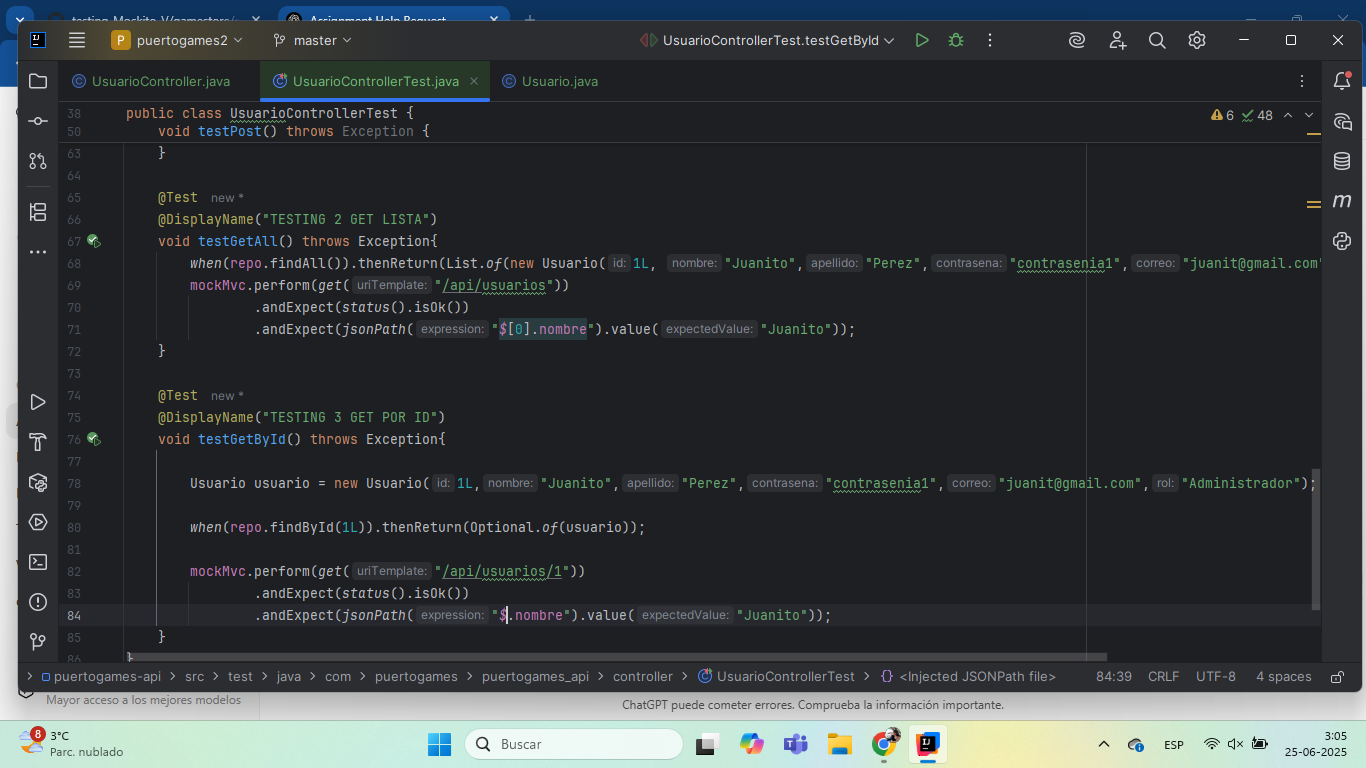 testing-Mockito-V/gamestore/
Assignment Help Request
P puertogames2 master UsuarioControllerTest.testGetById
UsuarioController.java UsuarioControllerTest.java Usuario.java
38 public class UsuarioControllerTest { 6 48
50 void testPost() throws Exception {
63 }
64
65 @Test new *
66 @DisplayName("TESTING 2 GET LISTA")
67 void testGetAll() throws Exception{
68 when(repo.findAll()).thenReturn(List.of(new Usuario( id: 1L, nombre: "Juanito", apellido: "Perez", contrasena: "contrasenia1", correo: "juanit@gmail.com"
69 mockMvc.perform(get( uriTemplate: "/api/usuarios"))
70 .andExpect(status().isOk())
71 .andExpect(jsonPath( expression: "$[0].nombre").value( expectedValue: "Juanito"));
72 }
73
74 @Test new *
75 @DisplayName("TESTING 3 GET POR ID")
76 void testGetById() throws Exception{
77
78 Usuario usuario = new Usuario( id: 1L, nombre: "Juanito", apellido: "Perez", contrasena: "contrasenia1", correo: "juanit@gmail.com", rol: "Administrador");
79
80 when(repo.findById(1L)).thenReturn(Optional.of(usuario));
81
82 mockMvc.perform(get( uriTemplate: "/api/usuarios/1"))
83 .andExpect(status().isOk())
84 .andExpect(jsonPath( expression: "$.nombre").value( expectedValue: "Juanito"));
85 }
86 }
puertogames-api > src > test > java > com > puertogames > puertogames_api > controller > UsuarioControllerTest > {} <Injected JSONPath file> 84:39 CRLF UTF-8 4 spaces
Mayor acceso a los mejores modelos
ChatGPT puede cometer errores. Comprueba la información importante.
8 3°C
Parc. nublado
Buscar
ESP
3:05
25-06-2025